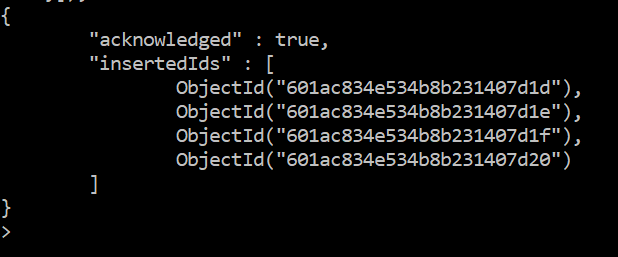 {
"acknowledged" : true,
"insertedIds" : [
ObjectId("601ac834e534b8b231407d1d"),
ObjectId("601ac834e534b8b231407d1e"),
ObjectId("601ac834e534b8b231407d1f"),
ObjectId("601ac834e534b8b231407d20")
]
}
>